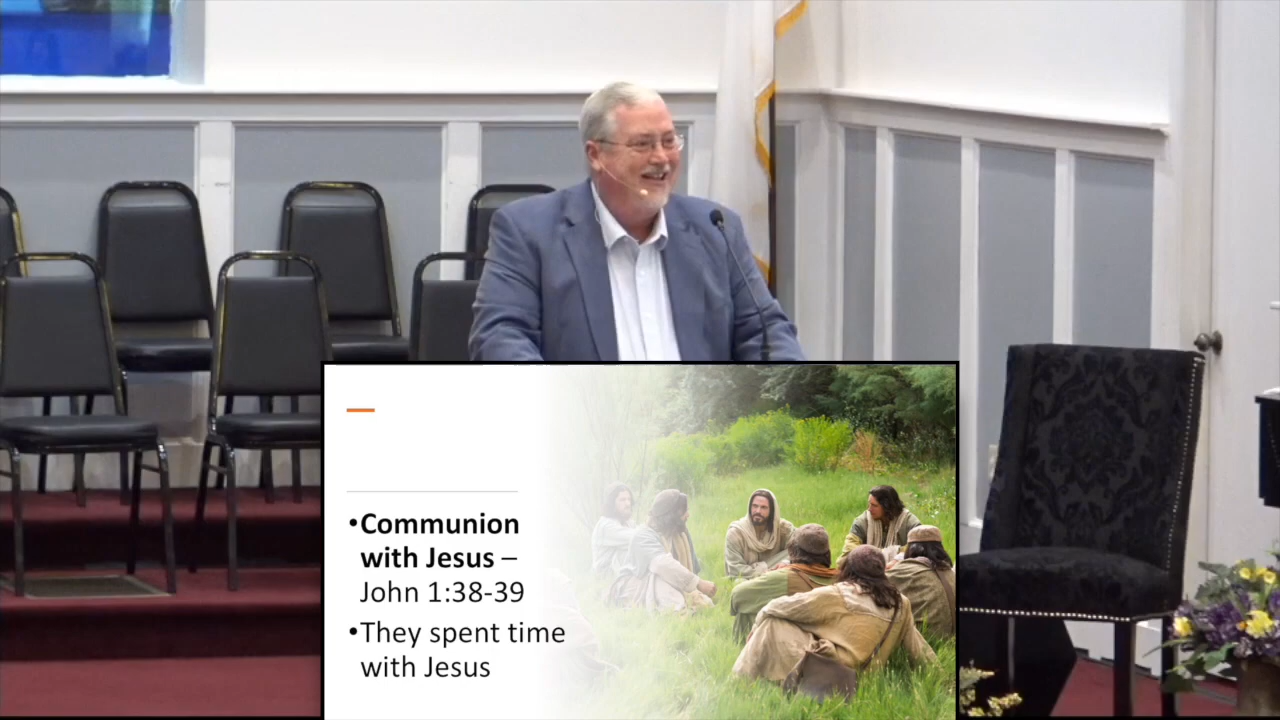 •Communion
with Jesus –
John 1:38-39
•They spent time
with Jesus